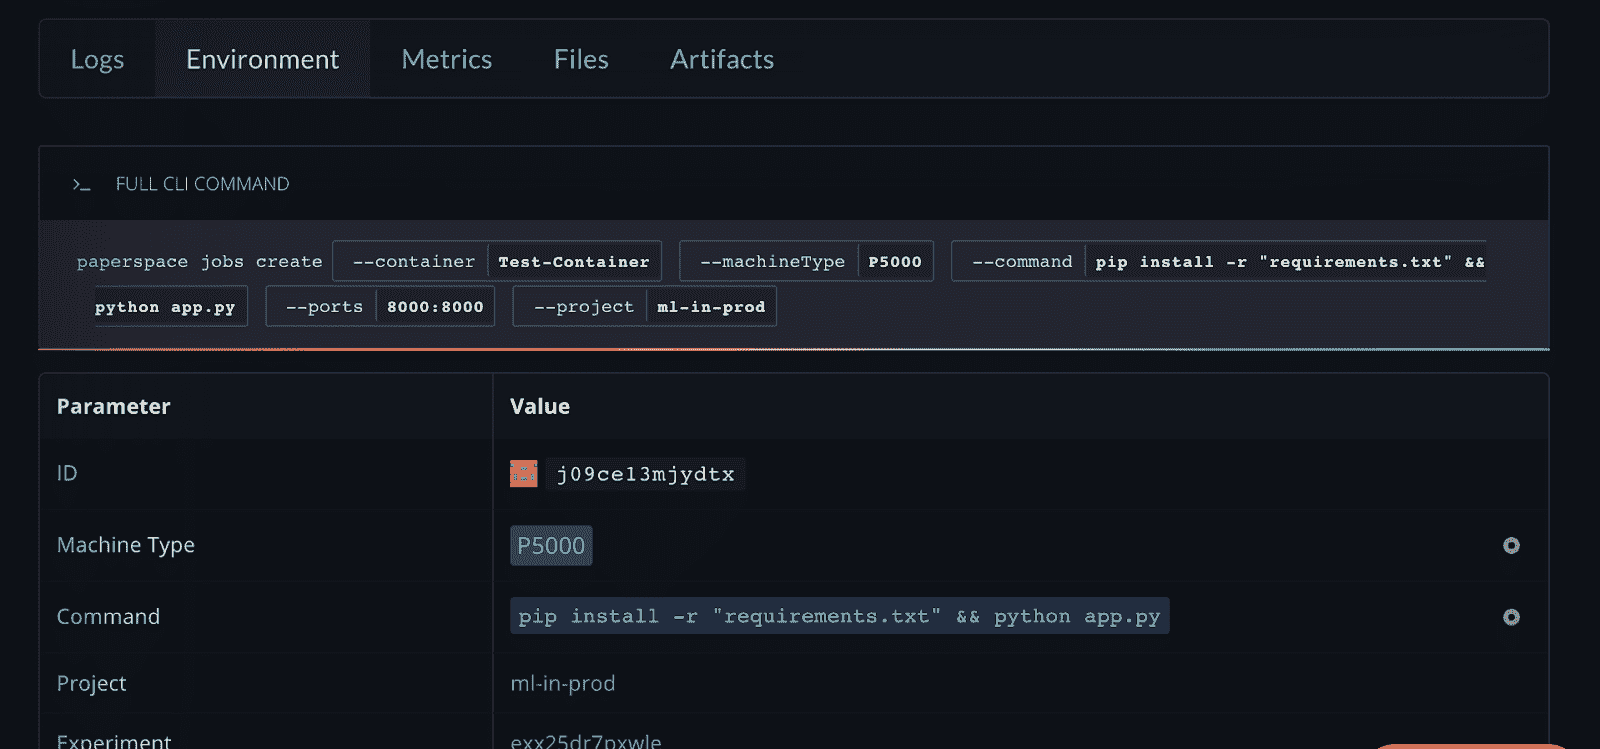 Logs Environment Metrics Files Artifacts
>_ FULL CLI COMMAND
paperspace jobs create --container Test-Container --machineType P5000 --command pip install -r "requirements.txt" &&
python app.py --ports 8000:8000 --project ml-in-prod
Parameter Value
ID j09ce13mjydtx
Machine Type P5000
Command pip install -r "requirements.txt" && python app.py
Project ml-in-prod
Experiment exx25dr7pxwle